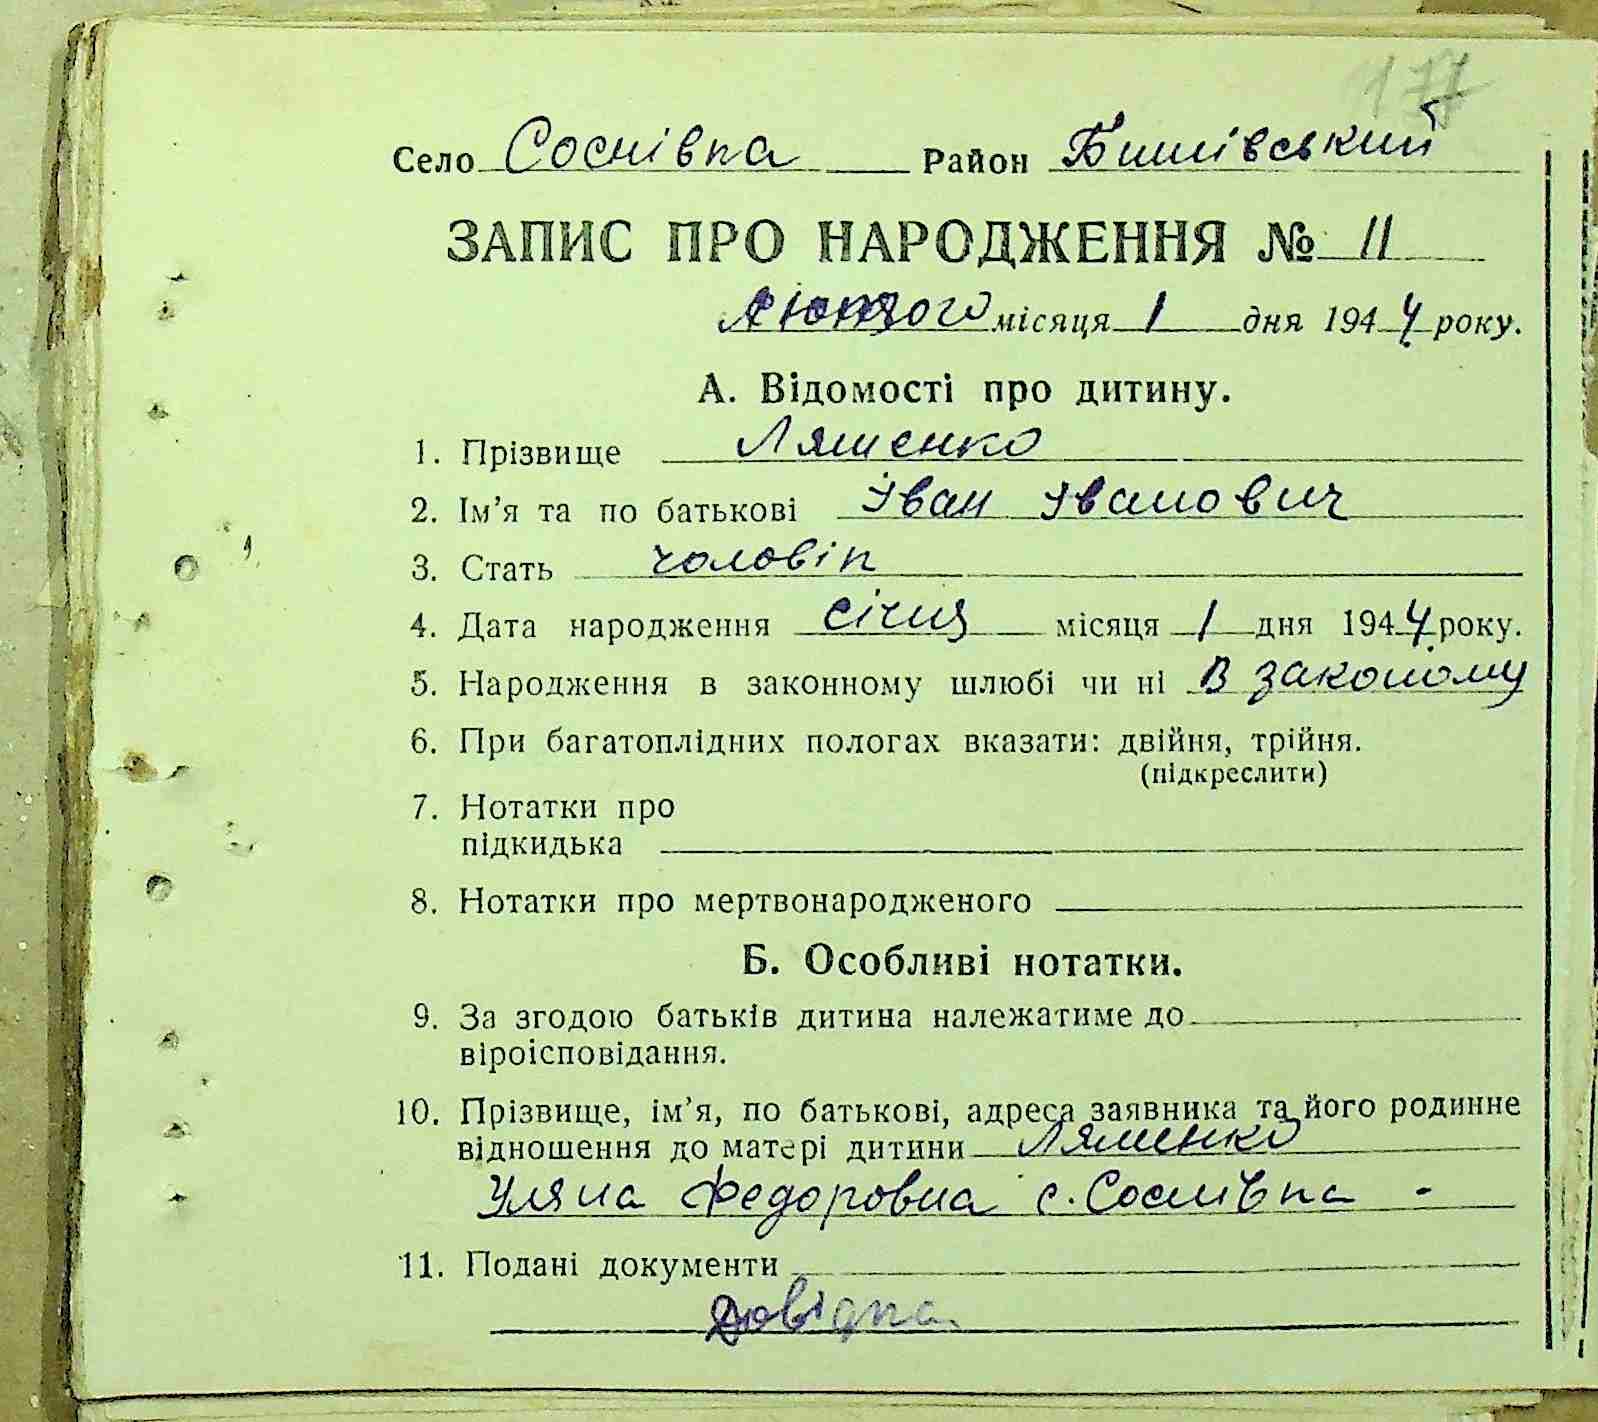 177
Село Соснівка Район Бишівський
ЗАПИС ПРО НАРОДЖЕННЯ № 11
лютого місяця 1 дня 1944 року.
А. Відомості про дитину.
1. Прізвище Ляшенко
2. Ім’я та по батькові Іван Іванович
3. Стать чоловік
4. Дата народження січня місяця 1 дня 1944 року.
5. Народження в законному шлюбі чи ні в законому
6. При багатоплідних пологах вказати: двійня, трійня.
(підкреслити)
7. Нотатки про
підкидька
8. Нотатки про мертвонародженого
Б. Особливі нотатки.
9. За згодою батьків дитина належатиме до
віроісповідання.
10. Прізвище, ім’я, по батькові, адреса заявника та його родинне
відношення до матері дитини Ляшенко
Уляна Федоровна с. Соснівка -
11. Подані документи
Довідка